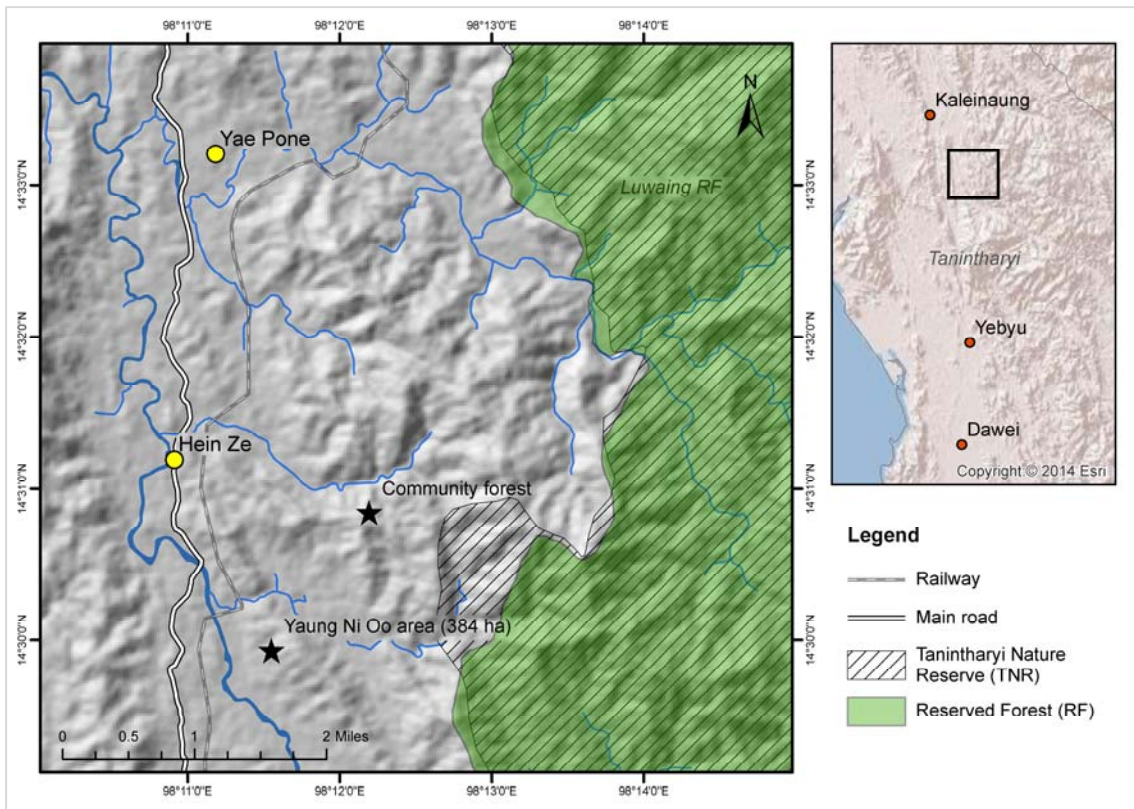 98°11'0"E
98°12'0"E
98°13'0"E
98°14'0"E
N
Yae Pone
14°33'0"N
14°33'0"N
Luwaing RF
14°32'0"N
14°32'0"N
Hein Ze
Community forest
14°31'0"N
14°31'0"N
Yaung Ni Oo area (384 ha)
14°30'0"N
14°30'0"N
0 0.5 1 2 Miles
98°11'0"E
98°12'0"E
98°13'0"E
98°14'0"E
Kaleinaung
Tanintharyi
Yebyu
Dawei
Copyright:© 2014 Esri
Legend
Railway
Main road
Tanintharyi Nature
Reserve (TNR)
Reserved Forest (RF)